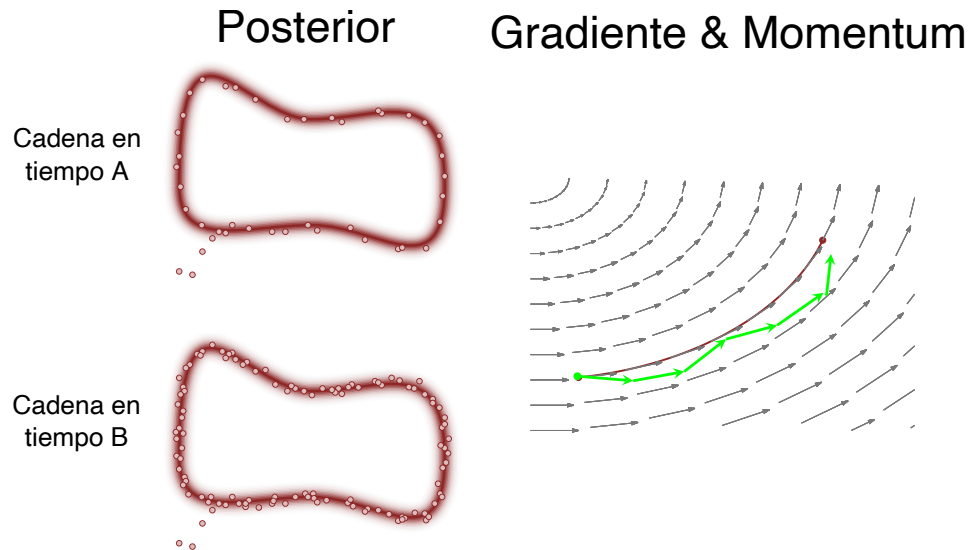 Posterior
Gradiente & Momentum
Cadena en
tiempo A
Cadena en
tiempo B